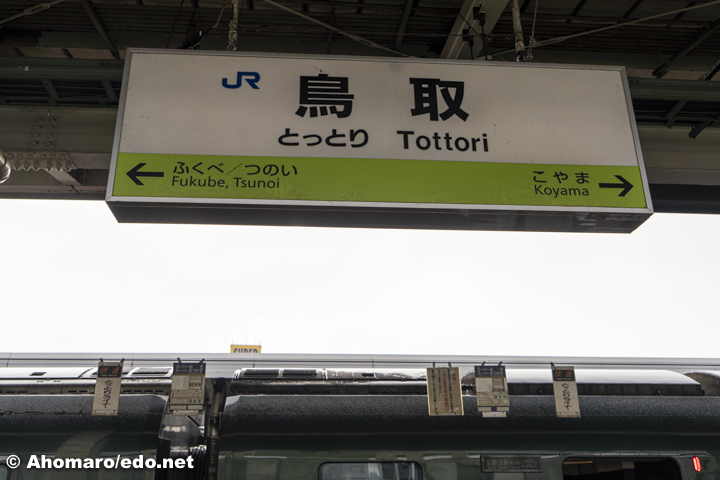 JR 鳥取
とっとり Tottori
← ふくべ／つのい
Fukube, Tsunoi
こやま →
Koyama
SUPER
© Ahomaro/edo.net